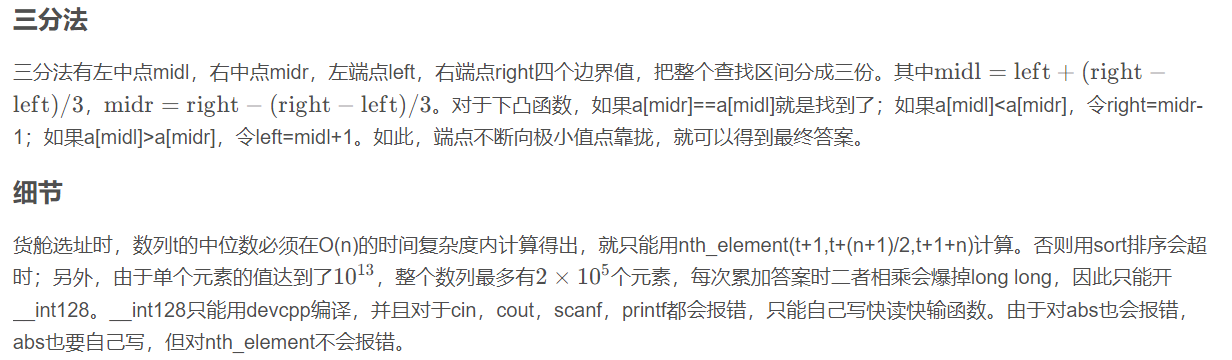 三分法
三分法有左中点midl，右中点midr，左端点left，右端点right四个边界值，把整个查找区间分成三份。其中midl = left + (right −
left)/3，midr = right − (right − left)/3。对于下凸函数，如果a[midr]==a[midl]就是找到了；如果a[midl]<a[midr]，令right=midr-
1；如果a[midl]>a[midr]，令left=midl+1。如此，端点不断向极小值点靠拢，就可以得到最终答案。
细节
货舱选址时，数列t的中位数必须在O(n)的时间复杂度内计算得出，就只能用nth_element(t+1,t+(n+1)/2,t+1+n)计算。否则用sort排序会超
时；另外，由于单个元素的值达到了10^13，整个数列最多有2 × 10^5个元素，每次累加答案时二者相乘会爆掉long long，因此只能开
__int128。__int128只能用devcpp编译，并且对于cin，cout，scanf，printf都会报错，只能自己写快读快输函数。由于对abs也会报错，
abs也要自己写，但对nth_element不会报错。